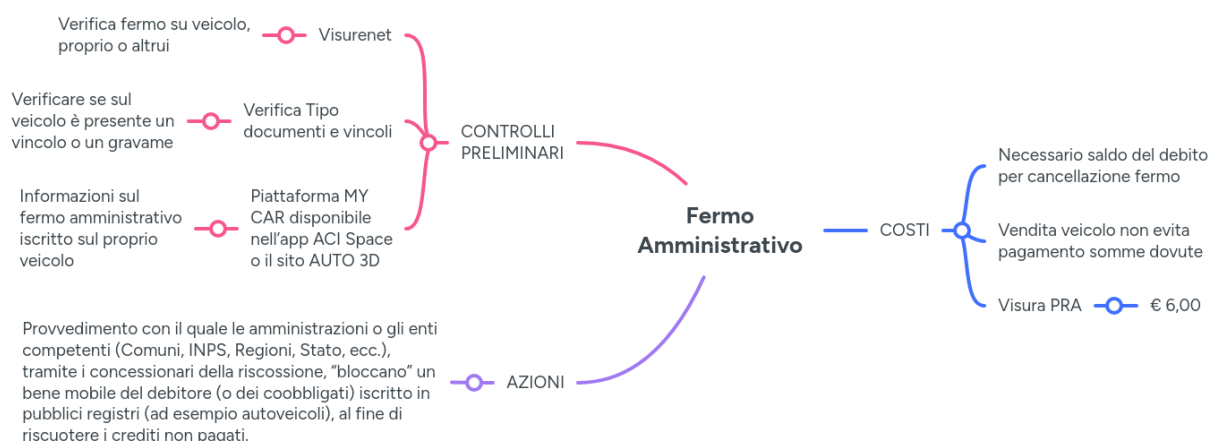 Verifica fermo su veicolo,
proprio o altrui
Visurenet
Verificare se sul
veicolo è presente un
vincolo o un gravame
Verifica Tipo
documenti e vincoli
CONTROLLI
PRELIMINARI
Informazioni sul
fermo amministrativo
iscritto sul proprio
veicolo
Piattaforma MY
CAR disponibile
nell’app ACI Space
o il sito AUTO 3D
Fermo
Amministrativo
COSTI
Necessario saldo del debito
per cancellazione fermo
Vendita veicolo non evita
pagamento somme dovute
Visura PRA
€ 6,00
Provvedimento con il quale le amministrazioni o gli enti
competenti (Comuni, INPS, Regioni, Stato, ecc.),
tramite i concessionari della riscossione, “bloccano” un
bene mobile del debitore (o dei coobbligati) iscritto in
pubblici registri (ad esempio autoveicoli), al fine di
riscuotere i crediti non pagati.
AZIONI